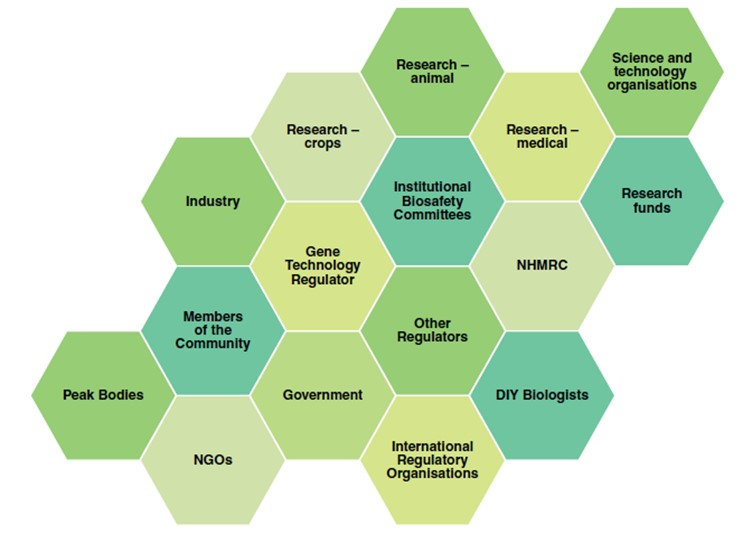 Research –
animal
Science and
technology
organisations
Research –
crops
Research –
medical
Industry
Institutional
Biosafety
Committees
Research
funds
Gene
Technology
Regulator
NHMRC
Members
of the
Community
Other
Regulators
Peak Bodies
Government
DIY Biologists
NGOs
International
Regulatory
Organisations